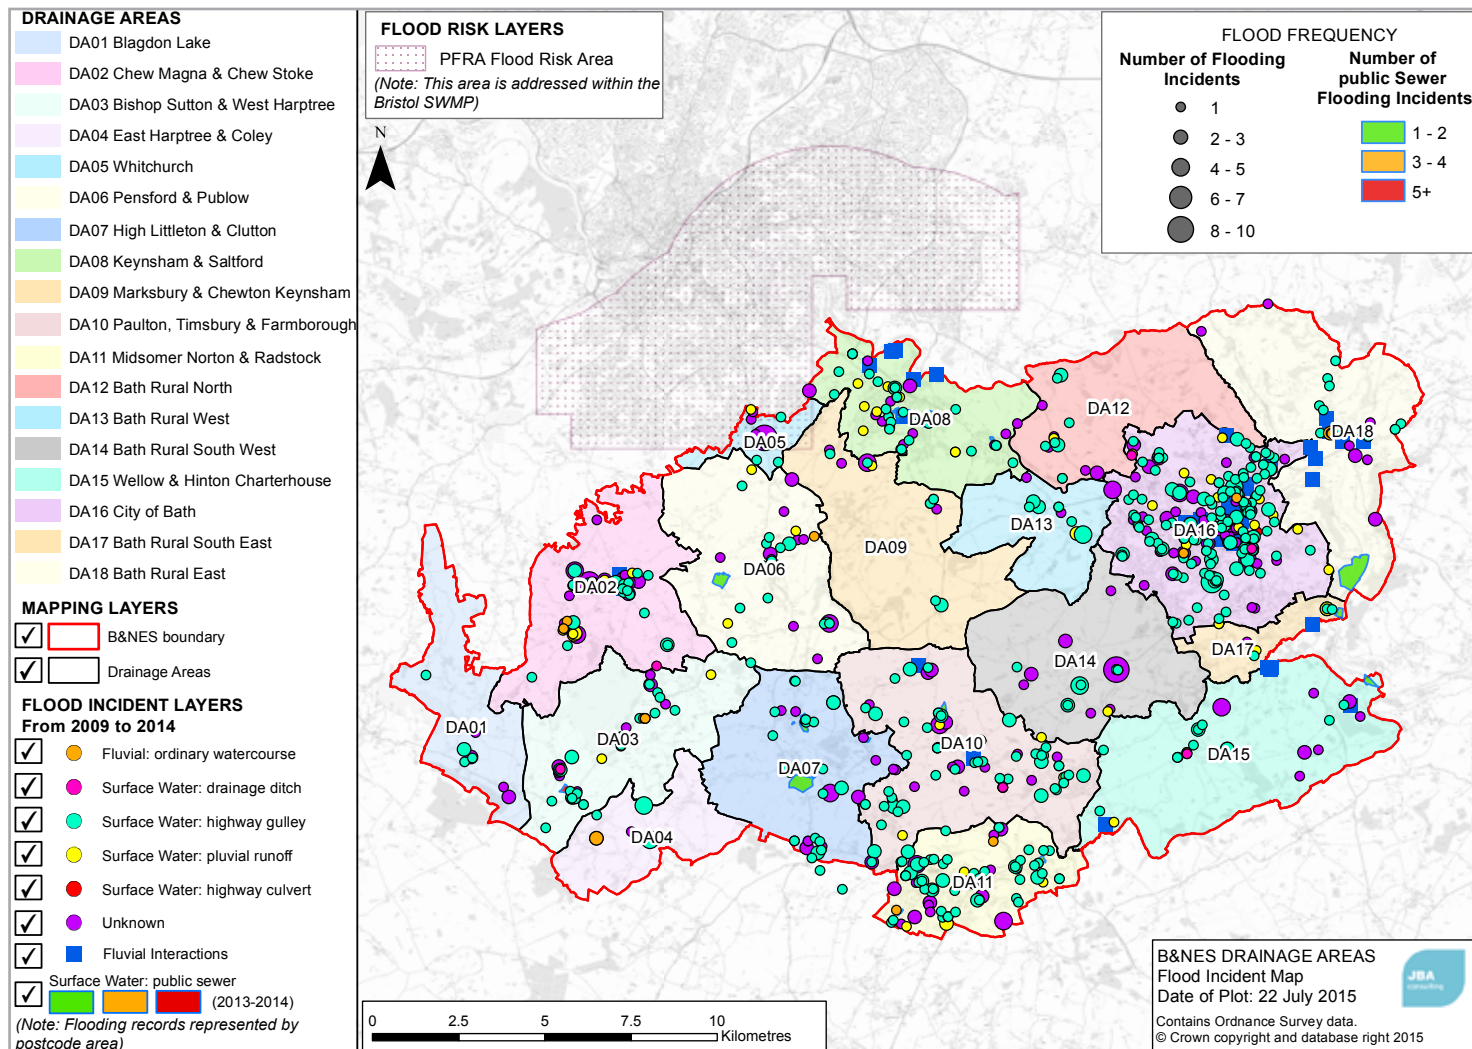 DRAINAGE AREAS
DA01 Blagdon Lake
DA02 Chew Magna & Chew Stoke
DA03 Bishop Sutton & West Harptree
DA04 East Harptree & Coley
DA05 Whitchurch
DA06 Pensford & Publow
DA07 High Littleton & Clutton
DA08 Keynsham & Saltford
DA09 Marksbury & Chewton Keynsham
DA10 Paulton, Timsbury & Farmborough
DA11 Midsomer Norton & Radstock
DA12 Bath Rural North
DA13 Bath Rural West
DA14 Bath Rural South West
DA15 Wellow & Hinton Charterhouse
DA16 City of Bath
DA17 Bath Rural South East
DA18 Bath Rural East
MAPPING LAYERS
B&NES boundary
Drainage Areas
FLOOD INCIDENT LAYERS
From 2009 to 2014
Fluvial: ordinary watercourse
Surface Water: drainage ditch
Surface Water: highway gulley
Surface Water: pluvial runoff
Surface Water: highway culvert
Unknown
Fluvial Interactions
Surface Water: public sewer
(2013-2014)
(Note: Flooding records represented by
postcode area)
FLOOD RISK LAYERS
PFRA Flood Risk Area
(Note: This area is addressed within the
Bristol SWMP)
N
FLOOD FREQUENCY
Number of Flooding
Incidents
1
2 - 3
4 - 5
6 - 7
8 - 10
Number of
public Sewer
Flooding Incidents
1 - 2
3 - 4
5+
DA12
DA08
DA18
DA05
DA13
DA16
DA09
DA06
DA02
DA17
DA14
DA01
DA03
DA10
DA15
DA07
DA04
DA11
0 2.5 5 7.5 10
Kilometres
B&NES DRAINAGE AREAS
Flood Incident Map
Date of Plot: 22 July 2015
JBA
consulting
Contains Ordnance Survey data.
© Crown copyright and database right 2015